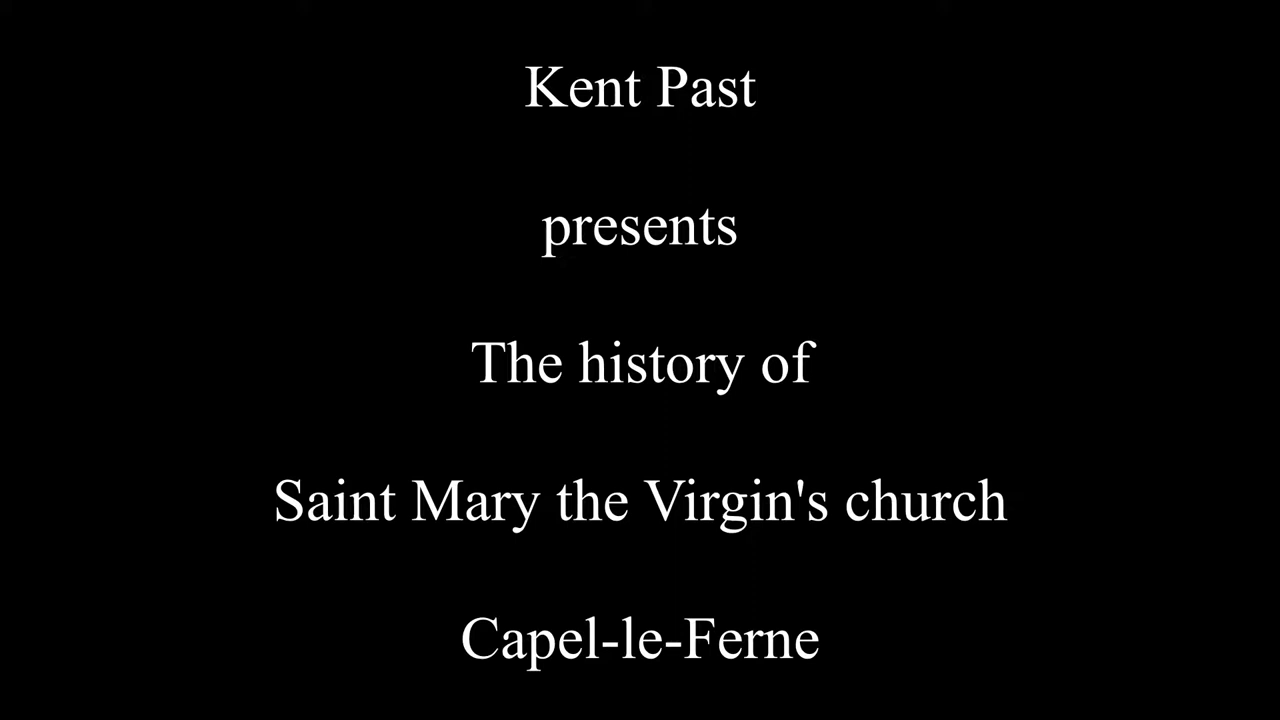 Kent Past
presents
The history of
Saint Mary the Virgin's church
Capel-le-Ferne